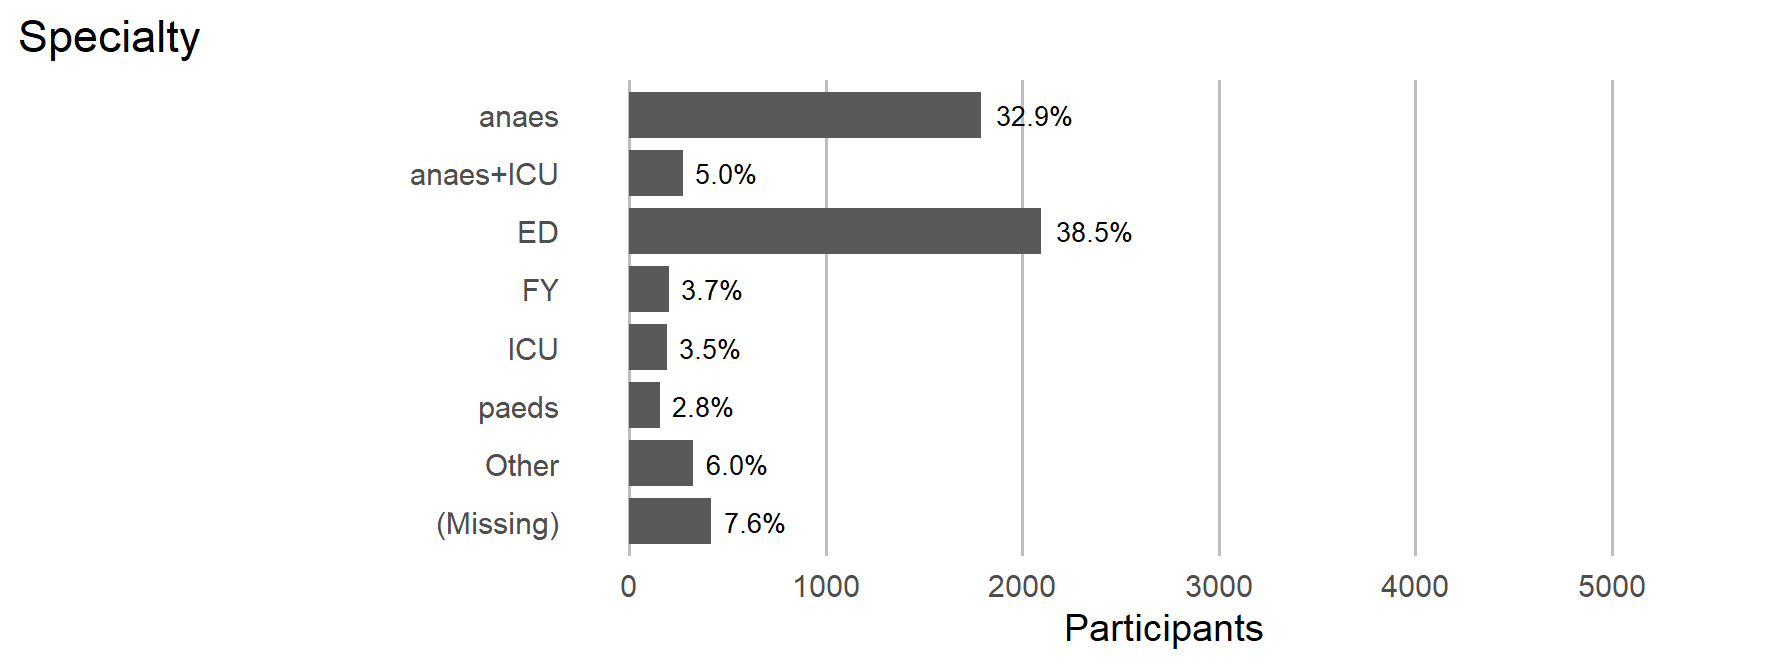 Specialty
anaes 32.9%
anaes+ICU 5.0%
ED 38.5%
FY 3.7%
ICU 3.5%
paeds 2.8%
Other 6.0%
(Missing) 7.6%
0 1000 2000 3000 4000 5000
Participants